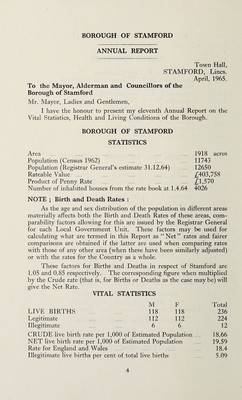 BOROUGH OF STAMFORD
ANNUAL REPORT
Town Hall,
STAMFORD, Lincs.
April, 1965.
To the Mayor, Alderman and Councillors of the
Borough of Stamford
Mr. Mayor, Ladies and Gentlemen,
I have the honour to present my eleventh Annual Report on the
Vital Statistics, Health and Living Conditions of the Borough.
BOROUGH OF STAMFORD
STATISTICS
Area 1918 acres
Population (Census 1962) 11743
Population (Registrar General's estimate 31.12.64) 12650
Rateable Value £403,758
Product of Penny Rate £1,570
Number of inhabited houses from the rate book at 1.4.64 4026
NOTE ; Birth and Death Rates :
As the age and sex distribution of the population in different areas
materially affects both the Birth and Death Rates of these areas, com-
parability factors allowing for this are issued by the Registrar General
for each Local Government Unit. These factors may be used for
calculating what are termed in this Report as "Net" rates and fairer
comparisons are obtained if the latter are used when comparing rates
with those of any other area (when these have been similarly adjusted)
or with the rates for the Country as a whole.
These factors for Births and Deaths in respect of Stamford are
1.05 and 0.85 respectively. The corresponding figure when multiplied
by the Crude rate (that is, for Births or Deaths as the case may be) will
give the Net Rate.
VITAL STATISTICS
M F Total
LIVE BIRTHS 118 118 236
Legitimate 112 112 224
Illegitimate 6 6 12
CRUDE live birth rate per 1,000 of Estimated Population 18.66
NET live birth rate per 1,000 of Estimated Population 19.59
Rate for England and Wales 18.4
Illegitimate live births per cent of total live births 5.09
4